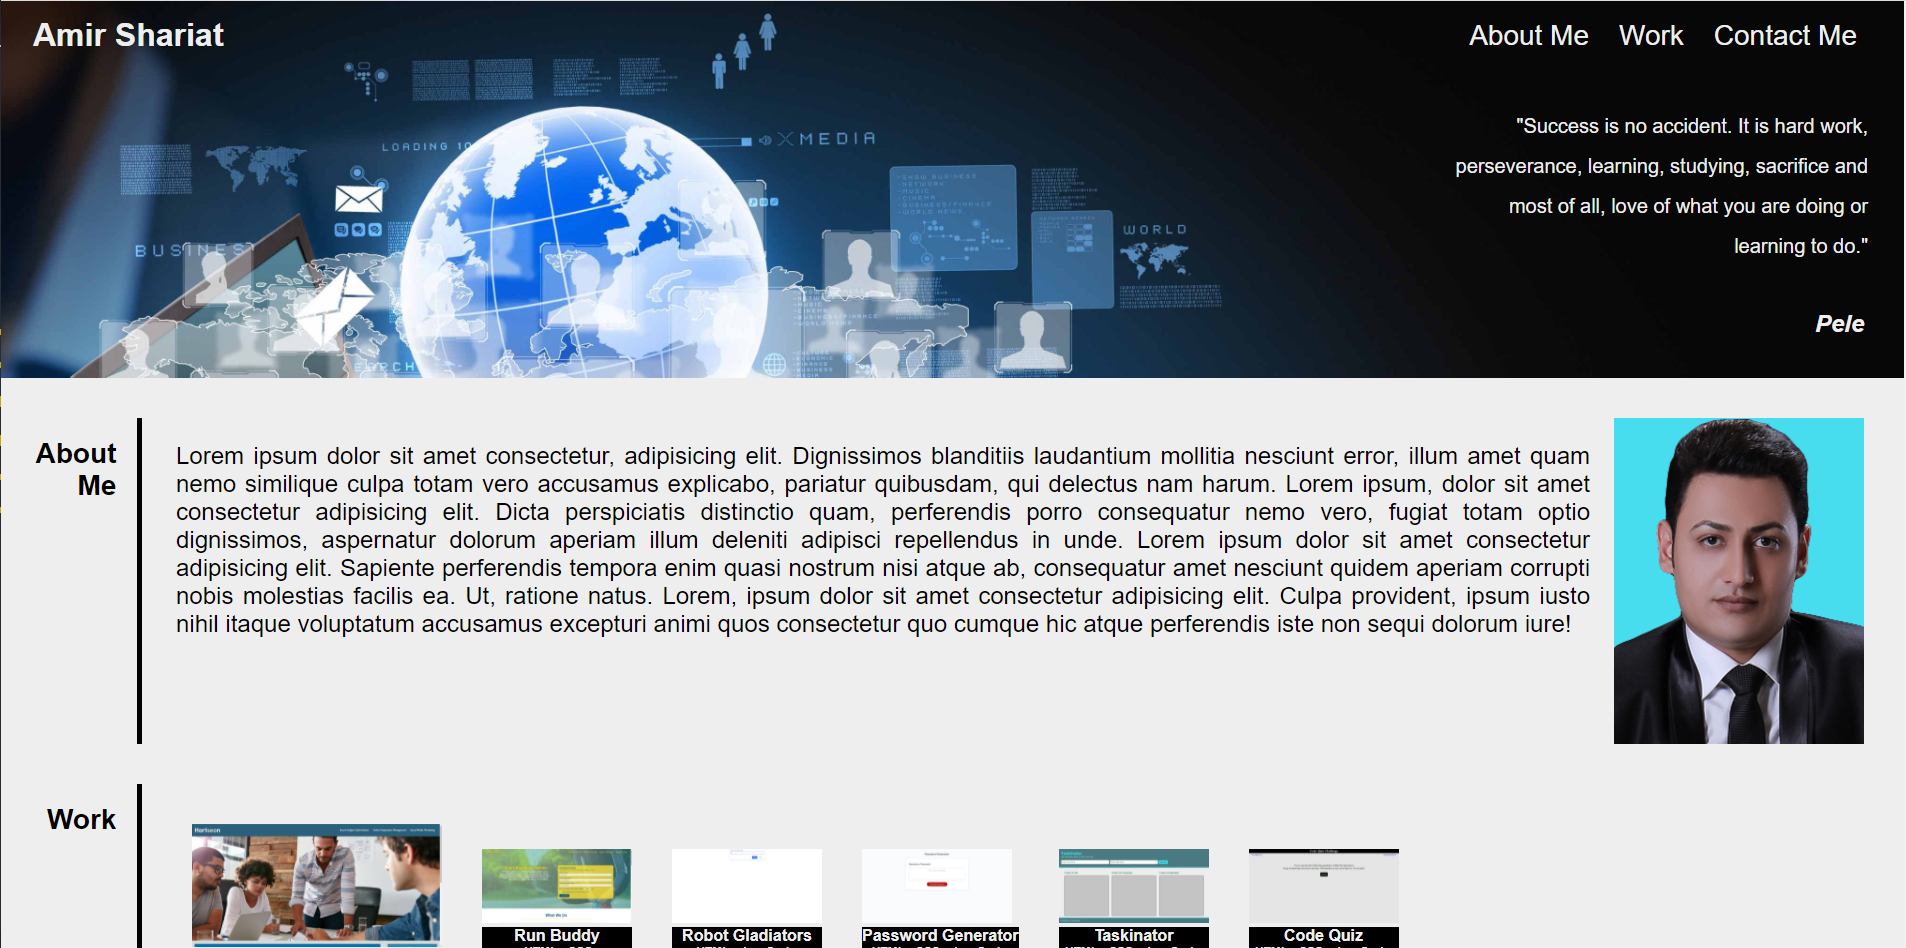 Amir Shariat
About Me Work Contact Me
"Success is no accident. It is hard work,
perseverance, learning, studying, sacrifice and
most of all, love of what you are doing or
learning to do."
Pele
LOADING 10
MEDIA
BUSINES
WORLD
About
Me
Lorem ipsum dolor sit amet consectetur, adipisicing elit. Dignissimos blanditiis laudantium mollitia nesciunt error, illum amet quam
nemo similique culpa totam vero accusamus explicabo, pariatur quibusdam, qui delectus nam harum. Lorem ipsum, dolor sit amet
consectetur adipisicing elit. Dicta perspiciatis distinctio quam, perferendis porro consequatur nemo vero, fugiat totam optio
dignissimos, aspernatur dolorum aperiam illum deleniti adipisci repellendus in unde. Lorem ipsum dolor sit amet consectetur
adipisicing elit. Sapiente perferendis tempora enim quasi nostrum nisi atque ab, consequatur amet nesciunt quidem aperiam corrupti
nobis molestias facilis ea. Ut, ratione natus. Lorem, ipsum dolor sit amet consectetur adipisicing elit. Culpa provident, ipsum iusto
nihil itaque voluptatum accusamus excepturi animi quos consectetur quo cumque hic atque perferendis iste non sequi dolorum iure!
Work
Horiseon
Run Buddy
Robot Gladiators
Password Generator
Taskinator
Code Quiz